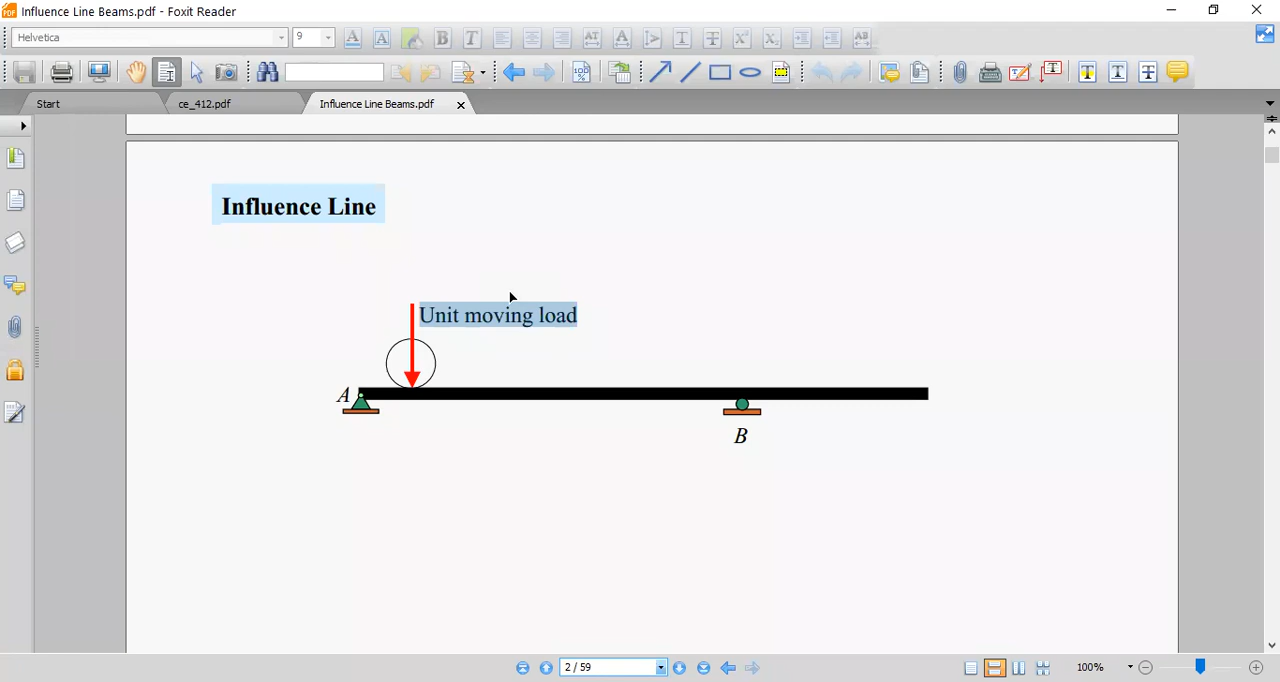 Influence Line Beams.pdf - Foxit Reader
Helvetica 9
Start ce_412.pdf Influence Line Beams.pdf
Influence Line
Unit moving load
A
B
2 / 59 100%